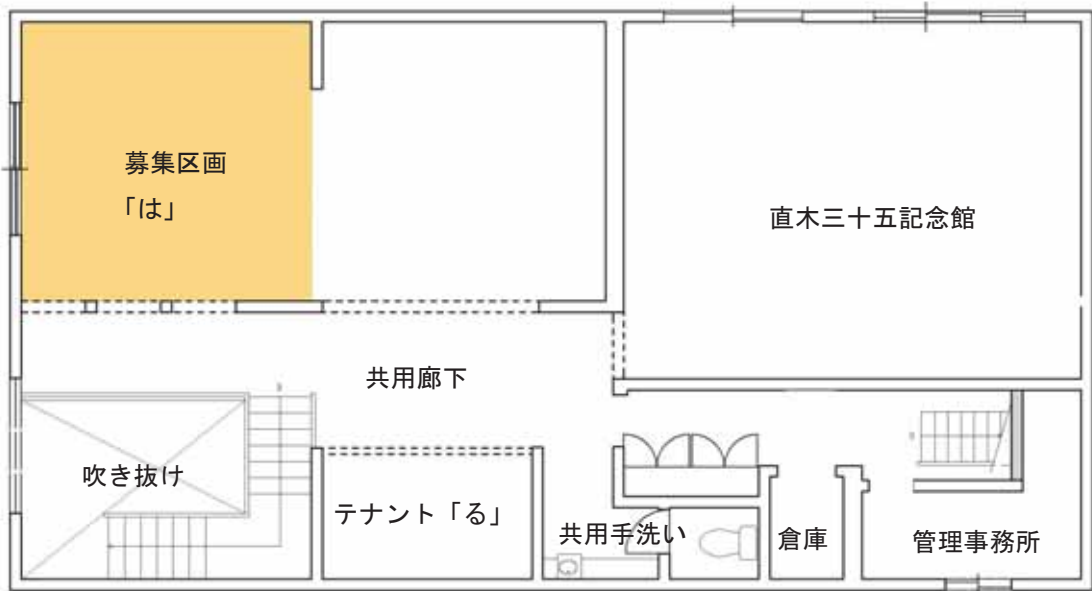 募集区画
「は」
直木三十五記念館
共用廊下
吹き抜け
テナント「る」
共用手洗い
倉庫
管理事務所